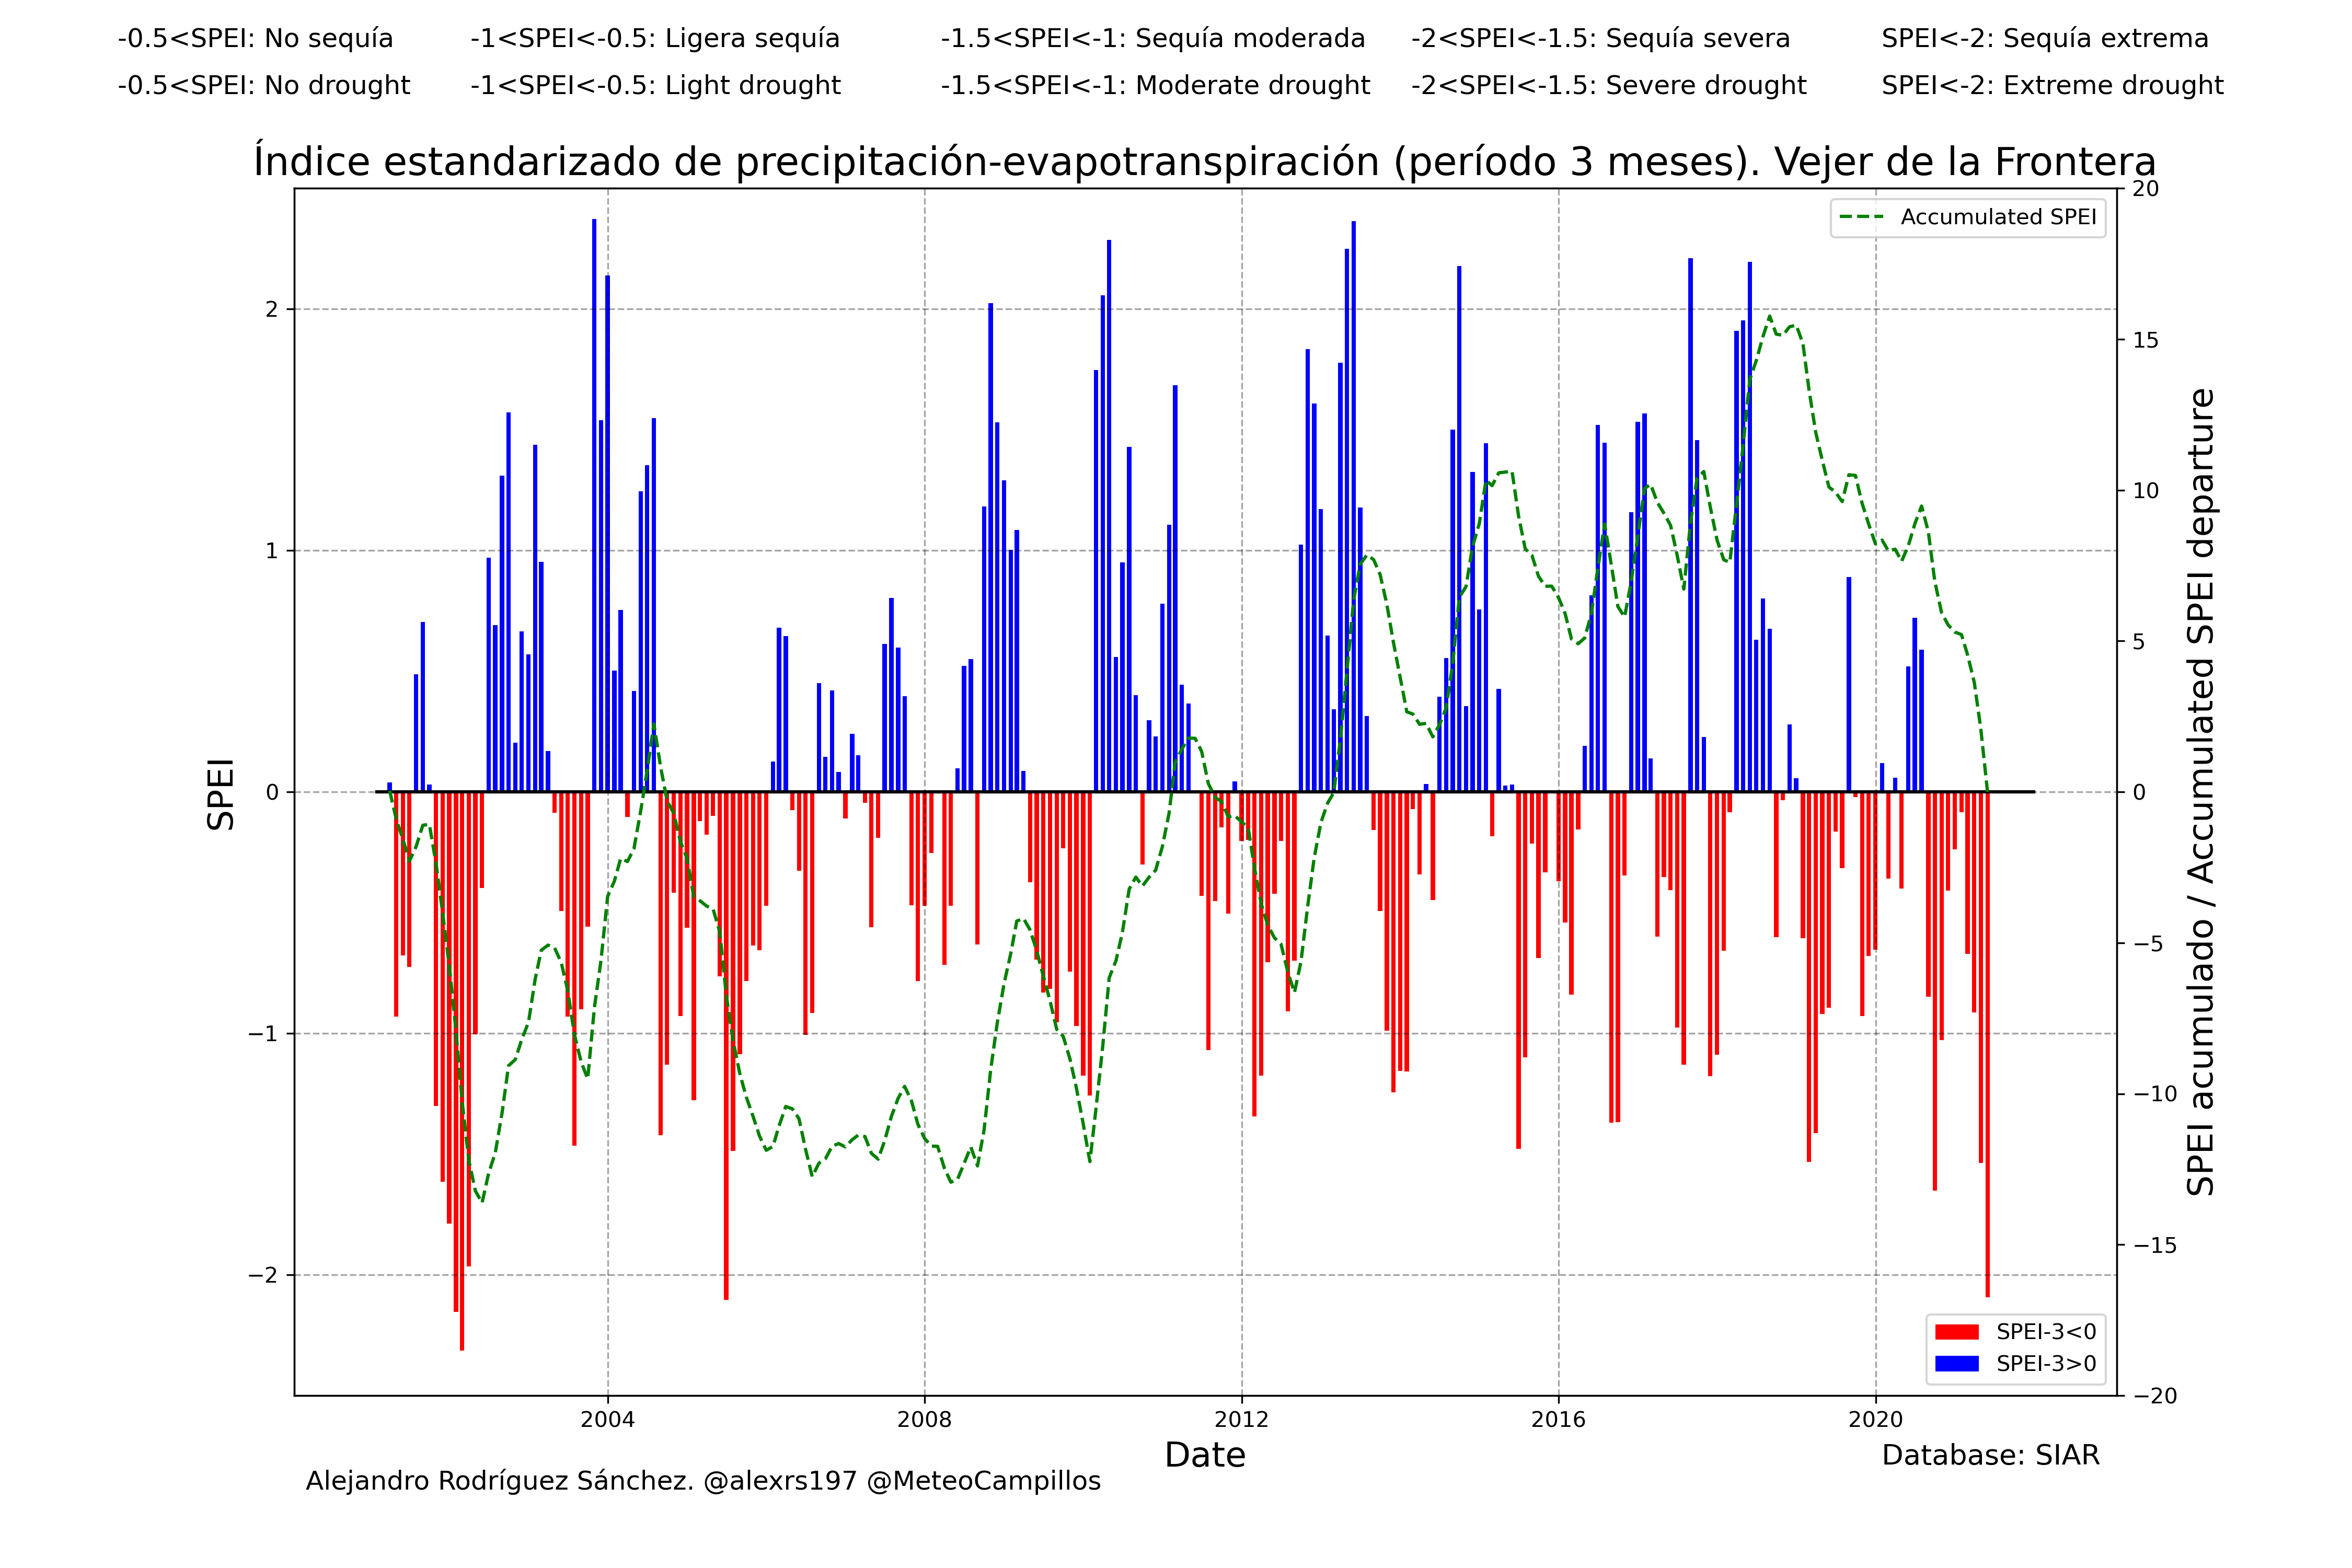 -0.5<SPEI: No sequía -1<SPEI<-0.5: Ligera sequía -1.5<SPEI<-1: Sequía moderada -2<SPEI<-1.5: Sequía severa SPEI<-2: Sequía extrema
-0.5<SPEI: No drought -1<SPEI<-0.5: Light drought -1.5<SPEI<-1: Moderate drought -2<SPEI<-1.5: Severe drought SPEI<-2: Extreme drought
Índice estandarizado de precipitación-evapotranspiración (período 3 meses). Vejer de la Frontera
Accumulated SPEI
SPEI
2
1
0
−1
−2
20
15
10
5
0
−5
−10
−15
−20
SPEI acumulado / Accumulated SPEI departure
SPEI-3<0
SPEI-3>0
2004 2008 2012 2016 2020
Date
Database: SIAR
Alejandro Rodríguez Sánchez. @alexrs197 @MeteoCampillos